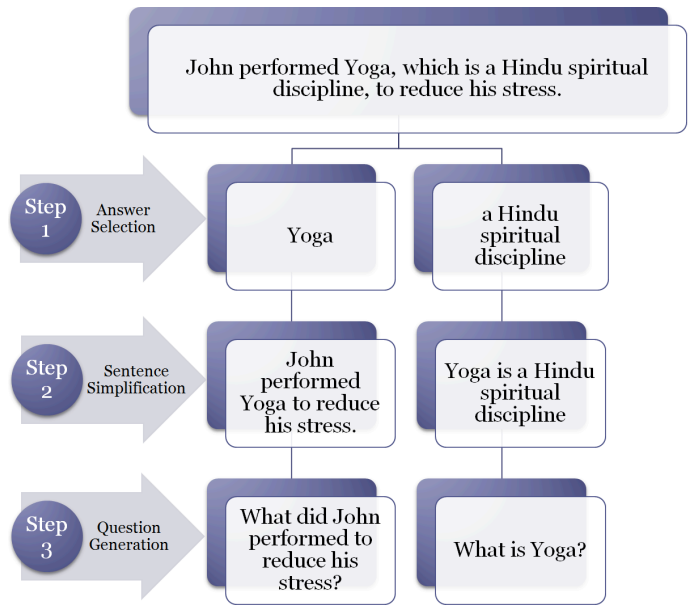 John performed Yoga, which is a Hindu spiritual
discipline, to reduce his stress.
Step
1
Answer
Selection
Yoga
a Hindu
spiritual
discipline
Step
2
Sentence
Simplification
John
performed
Yoga to reduce
his stress.
Yoga is a Hindu
spiritual
discipline
Step
3
Question
Generation
What did John
performed to
reduce his
stress?
What is Yoga?